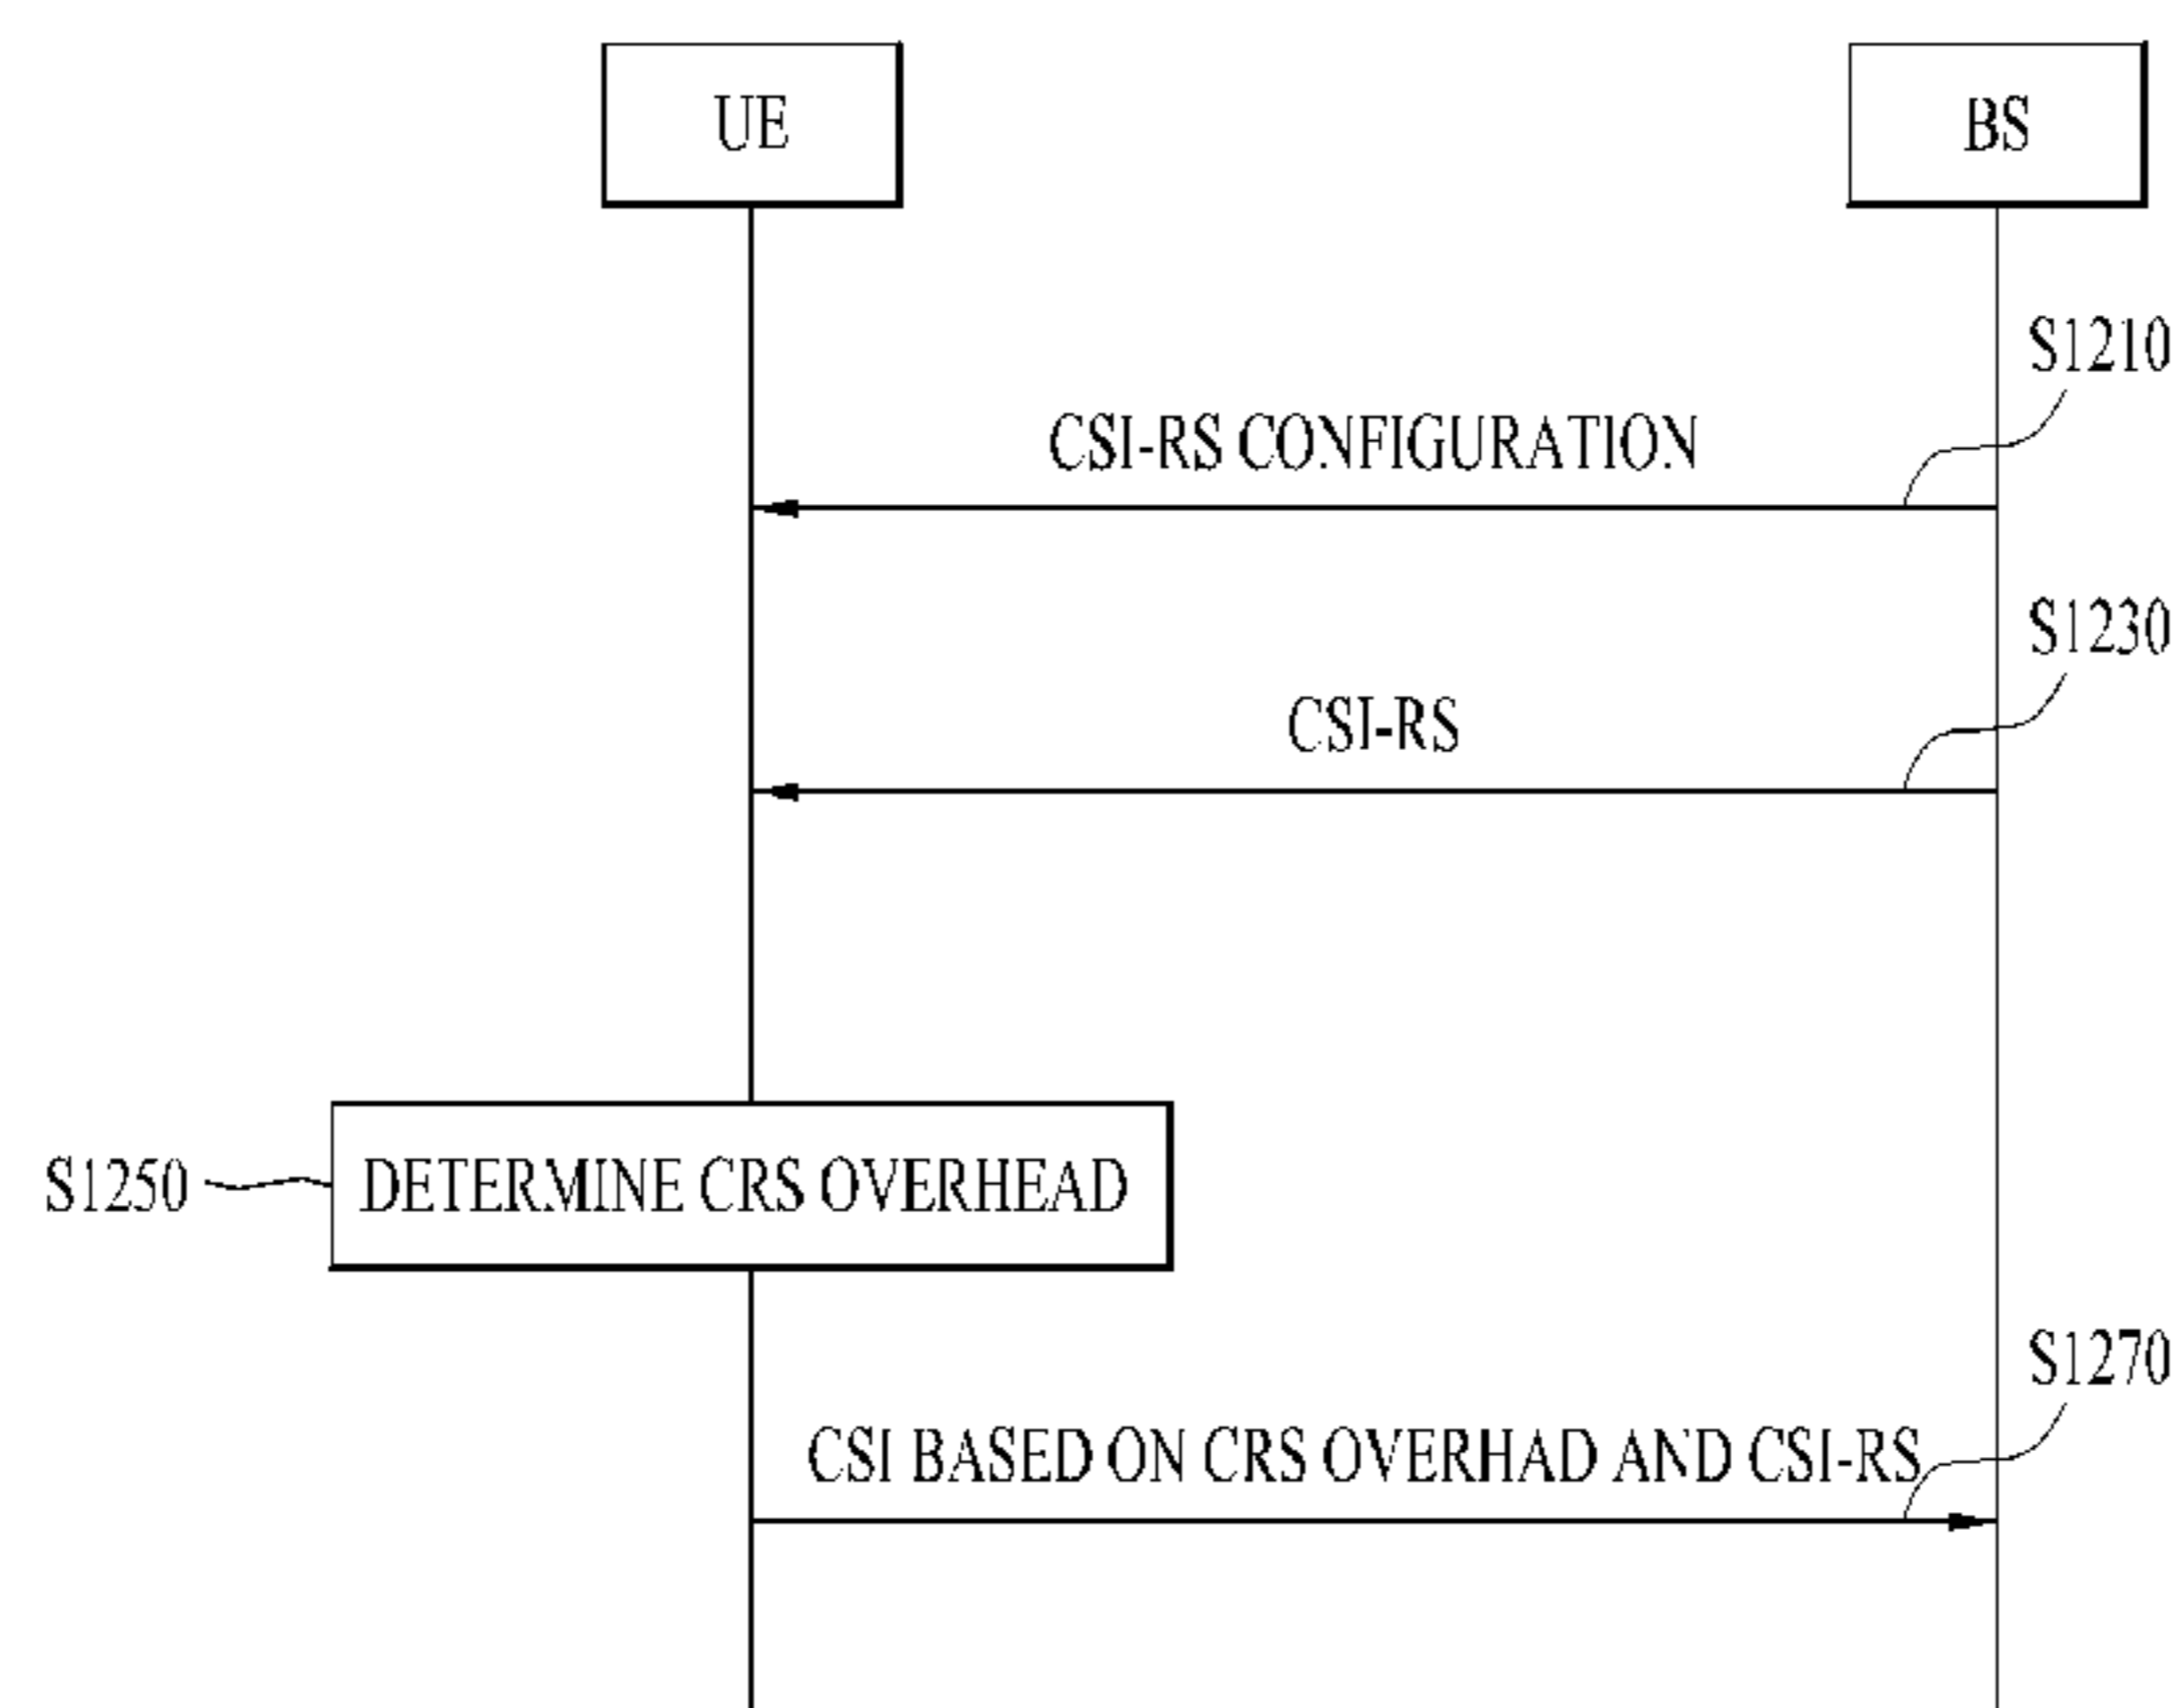 UE
BS
S1210
CSI-RS CONFIGURATION
S1230
CSI-RS
S1250
DETERMINE CRS OVERHEAD
S1270
CSI BASED ON CRS OVERHAD AND CSI-RS